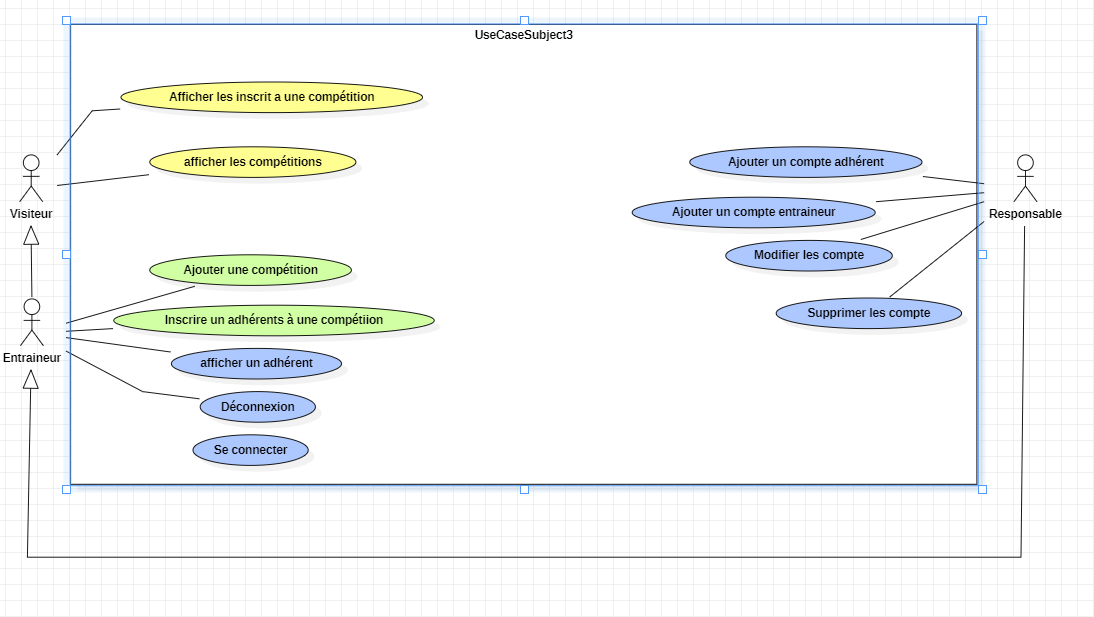 UseCaseSubject3
Afficher les inscrit a une compétition
afficher les compétitions
Ajouter un compte adhérent
Visiteur
Ajouter un compte entraineur
Responsable
Modifier les compte
Ajouter une compétition
Supprimer les compte
Inscrire un adhérents à une compétiion
Entraineur
afficher un adhérent
Déconnexion
Se connecter